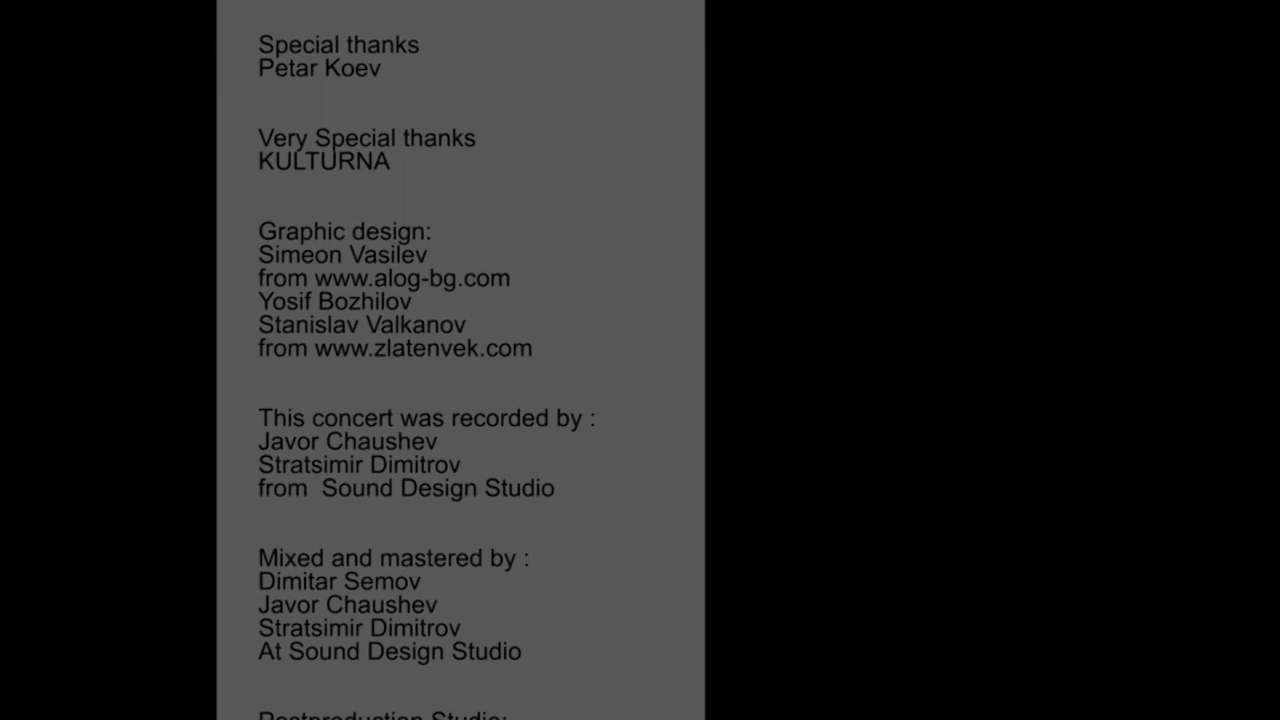 Special thanks
Petar Koev
Very Special thanks
KULTURNA
Graphic design:
Simeon Vasilev
from www.alog-bg.com
Yosif Bozhilov
Stanislav Valkanov
from www.zlatenvek.com
This concert was recorded by :
Javor Chaushev
Stratsimir Dimitrov
from  Sound Design Studio
Mixed and mastered by :
Dimitar Semov
Javor Chaushev
Stratsimir Dimitrov
At Sound Design Studio
Postproduction Studio: